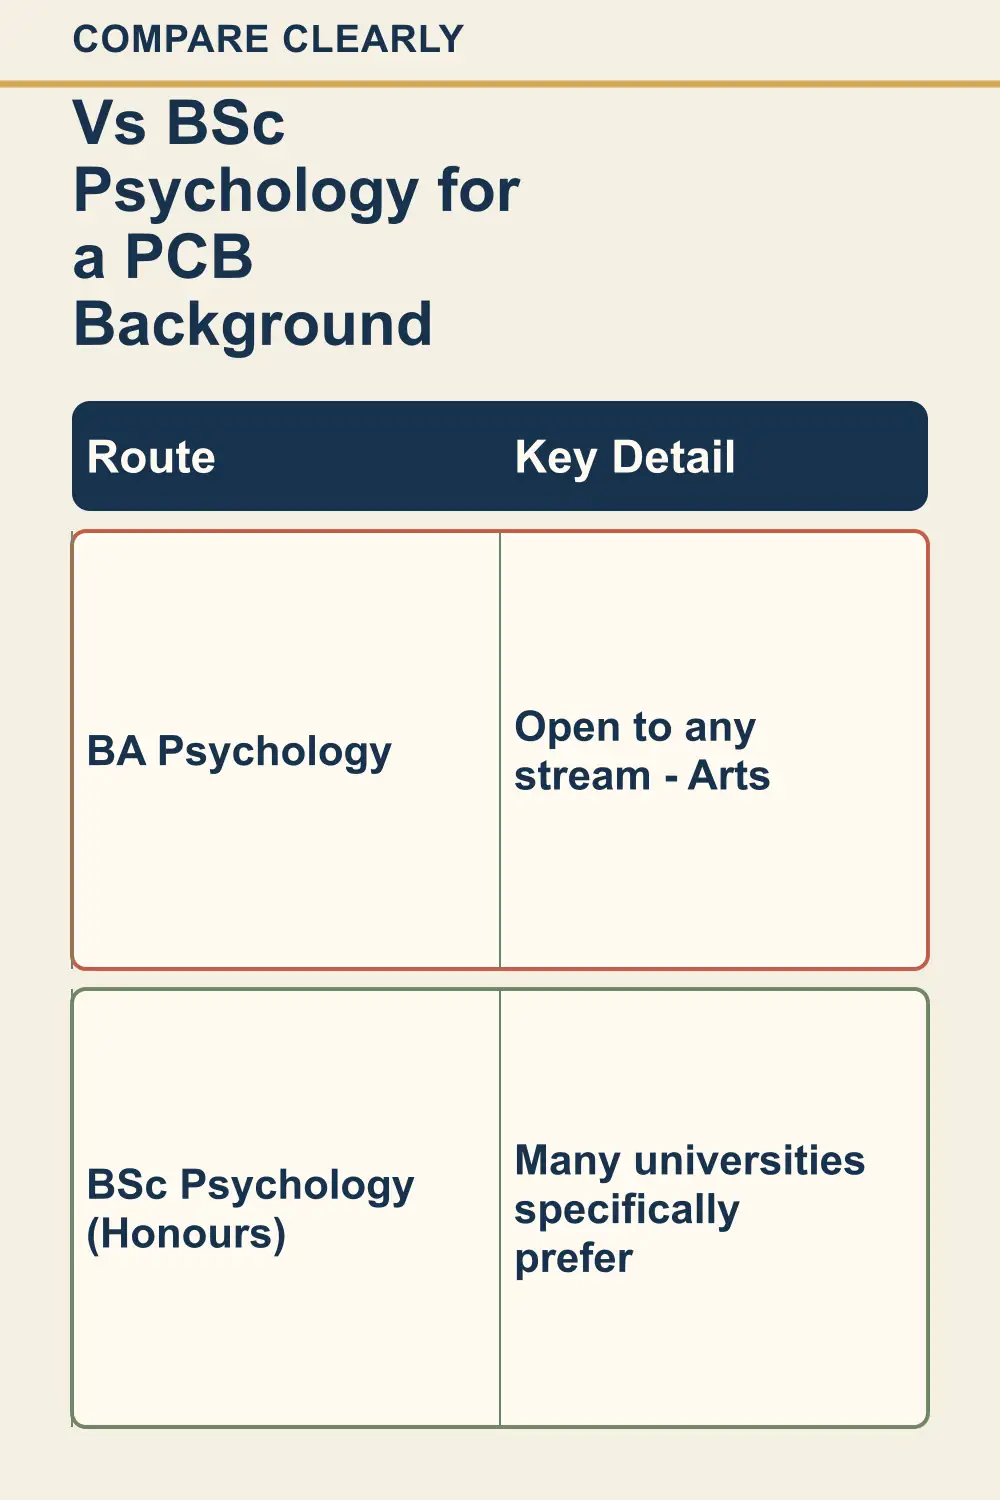 COMPARE CLEARLY
Vs BSc
Psychology for
a PCB
Background
Route
Key Detail
BA Psychology
Open to any
stream - Arts
BSc Psychology
(Honours)
Many universities
specifically
prefer